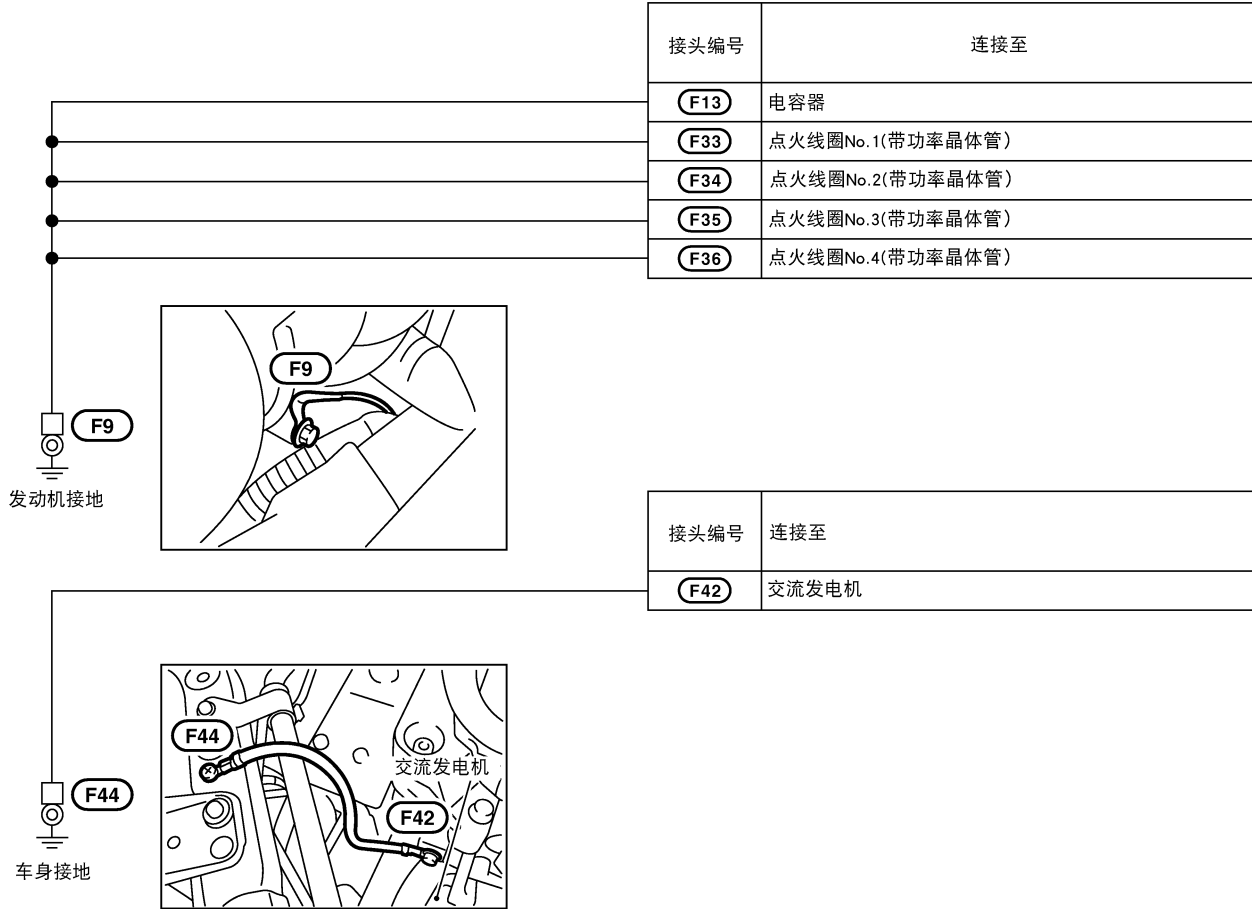 接头编号 连接至
F13 电容器
F33 点火线圈No.1(带功率晶体管)
F34 点火线圈No.2(带功率晶体管)
F35 点火线圈No.3(带功率晶体管)
F36 点火线圈No.4(带功率晶体管)
F9
F9
发动机接地
接头编号 连接至
F42 交流发电机
F44
交流发电机
F42
F44
车身接地